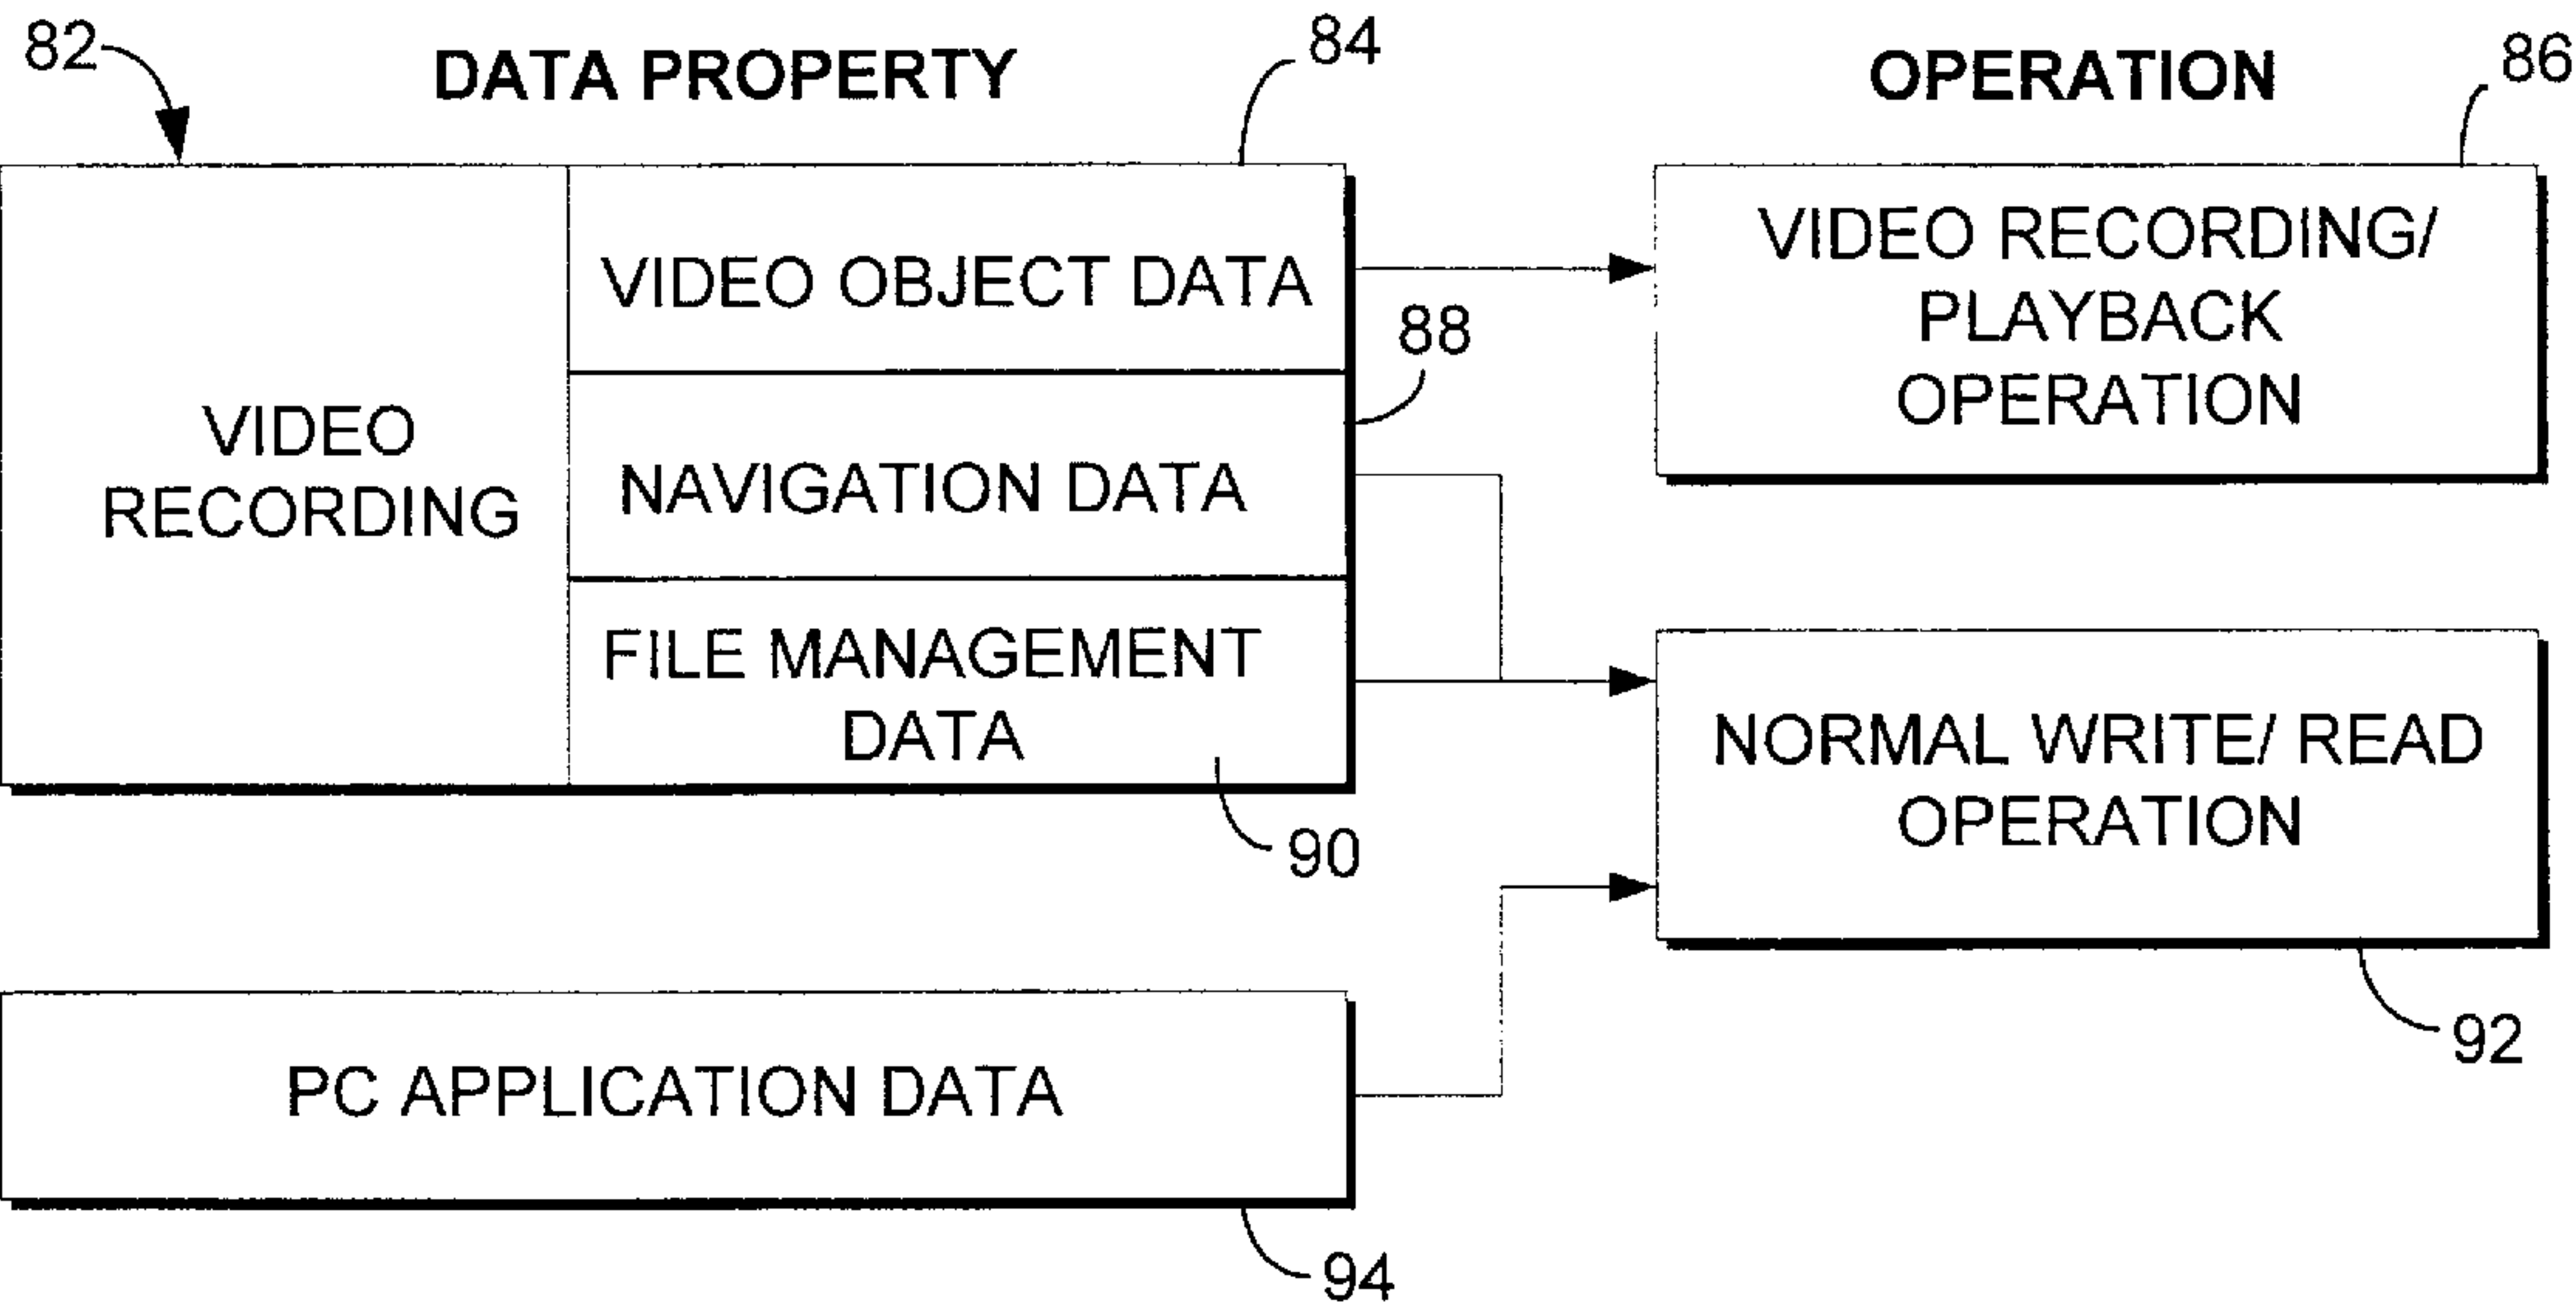 82
DATA PROPERTY
84
OPERATION
86
VIDEO
RECORDING
VIDEO OBJECT DATA
88
NAVIGATION DATA
FILE MANAGEMENT
DATA
90
VIDEO RECORDING/
PLAYBACK
OPERATION
NORMAL WRITE/ READ
OPERATION
92
PC APPLICATION DATA
94